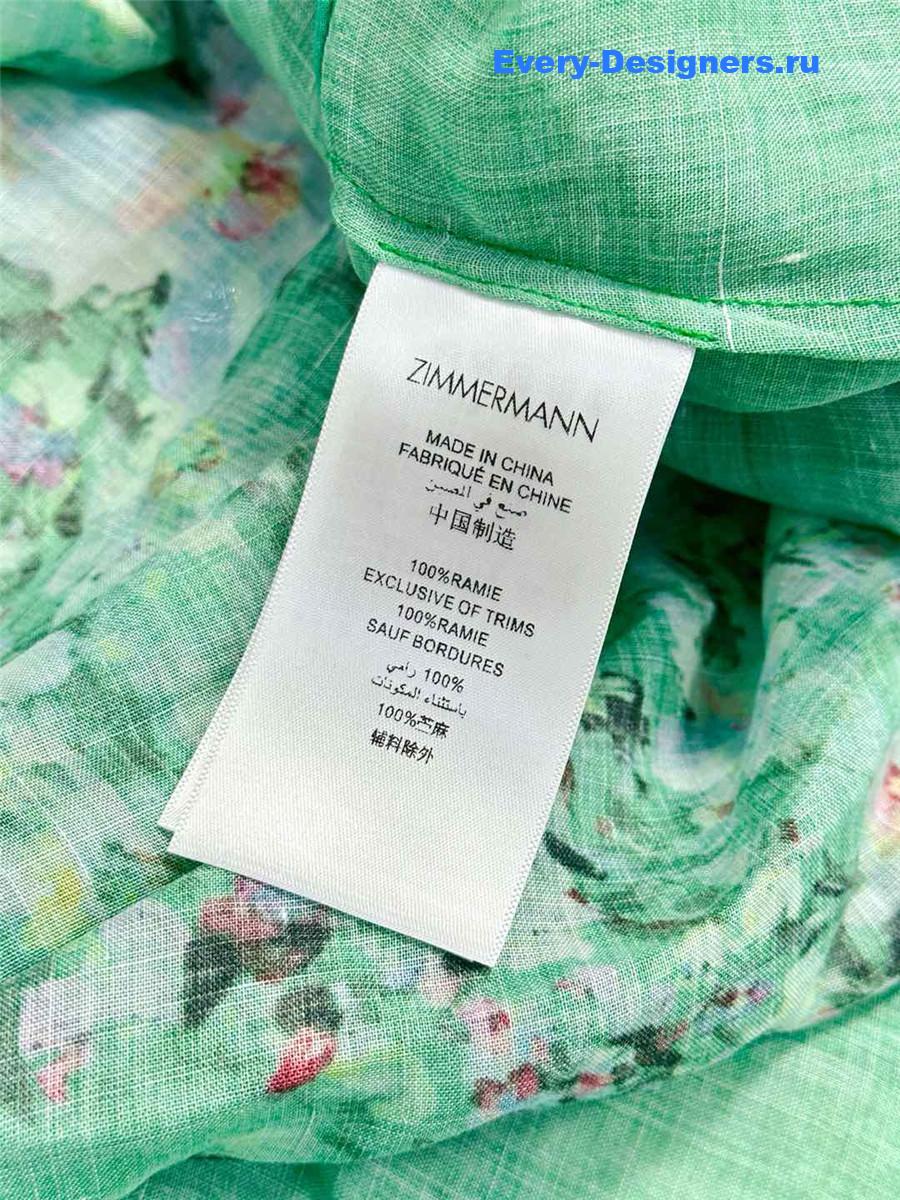 Every-Designers.ru
ZIMMERMANN
MADE IN CHINA
FABRIQUÉ EN CHINE
صنع في الصين
中国制造
100%RAMIE
EXCLUSIVE OF TRIMS
100%RAMIE
SAUF BORDURES
100% رامي
باستثناء المكونات
100%苎麻
辅料除外